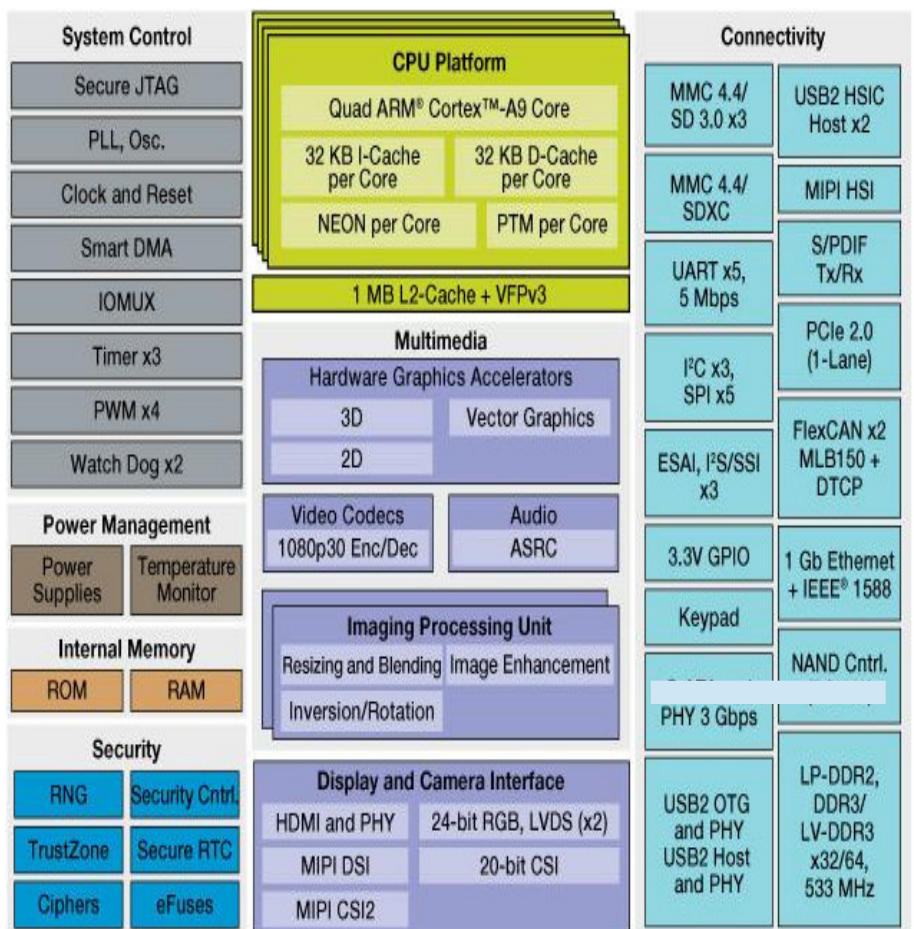 System Control
Secure JTAG
PLL, Osc.
Clock and Reset
Smart DMA
IOMUX
Timer x3
PWM x4
Watch Dog x2
Power Management
Power
Supplies
Temperature
Monitor
Internal Memory
ROM
RAM
Security
RNG
Security Cntrl.
TrustZone
Secure RTC
Ciphers
eFuses
CPU Platform
Quad ARM® Cortex™-A9 Core
32 KB I-Cache
per Core
32 KB D-Cache
per Core
NEON per Core
PTM per Core
1 MB L2-Cache + VFPv3
Multimedia
Hardware Graphics Accelerators
3D
Vector Graphics
2D
Video Codecs
1080p30 Enc/Dec
Audio
ASRC
Imaging Processing Unit
Resizing and Blending
Image Enhancement
Inversion/Rotation
Display and Camera Interface
HDMI and PHY
24-bit RGB, LVDS (x2)
MIPI DSI
20-bit CSI
MIPI CSI2
Connectivity
MMC 4.4/
SD 3.0 x3
MMC 4.4/
SDXC
UART x5,
5 Mbps
I²C x3,
SPI x5
ESAI, I²S/SSI
x3
3.3V GPIO
Keypad
PHY 3 Gbps
USB2 OTG
and PHY
USB2 Host
and PHY
USB2 HSIC
Host x2
MIPI HSI
S/PDIF
Tx/Rx
PCIe 2.0
(1-Lane)
FlexCAN x2
MLB150 +
DTCP
1 Gb Ethernet
+ IEEE® 1588
NAND Cntrl.
LP-DDR2,
DDR3/
LV-DDR3
x32/64,
533 MHz